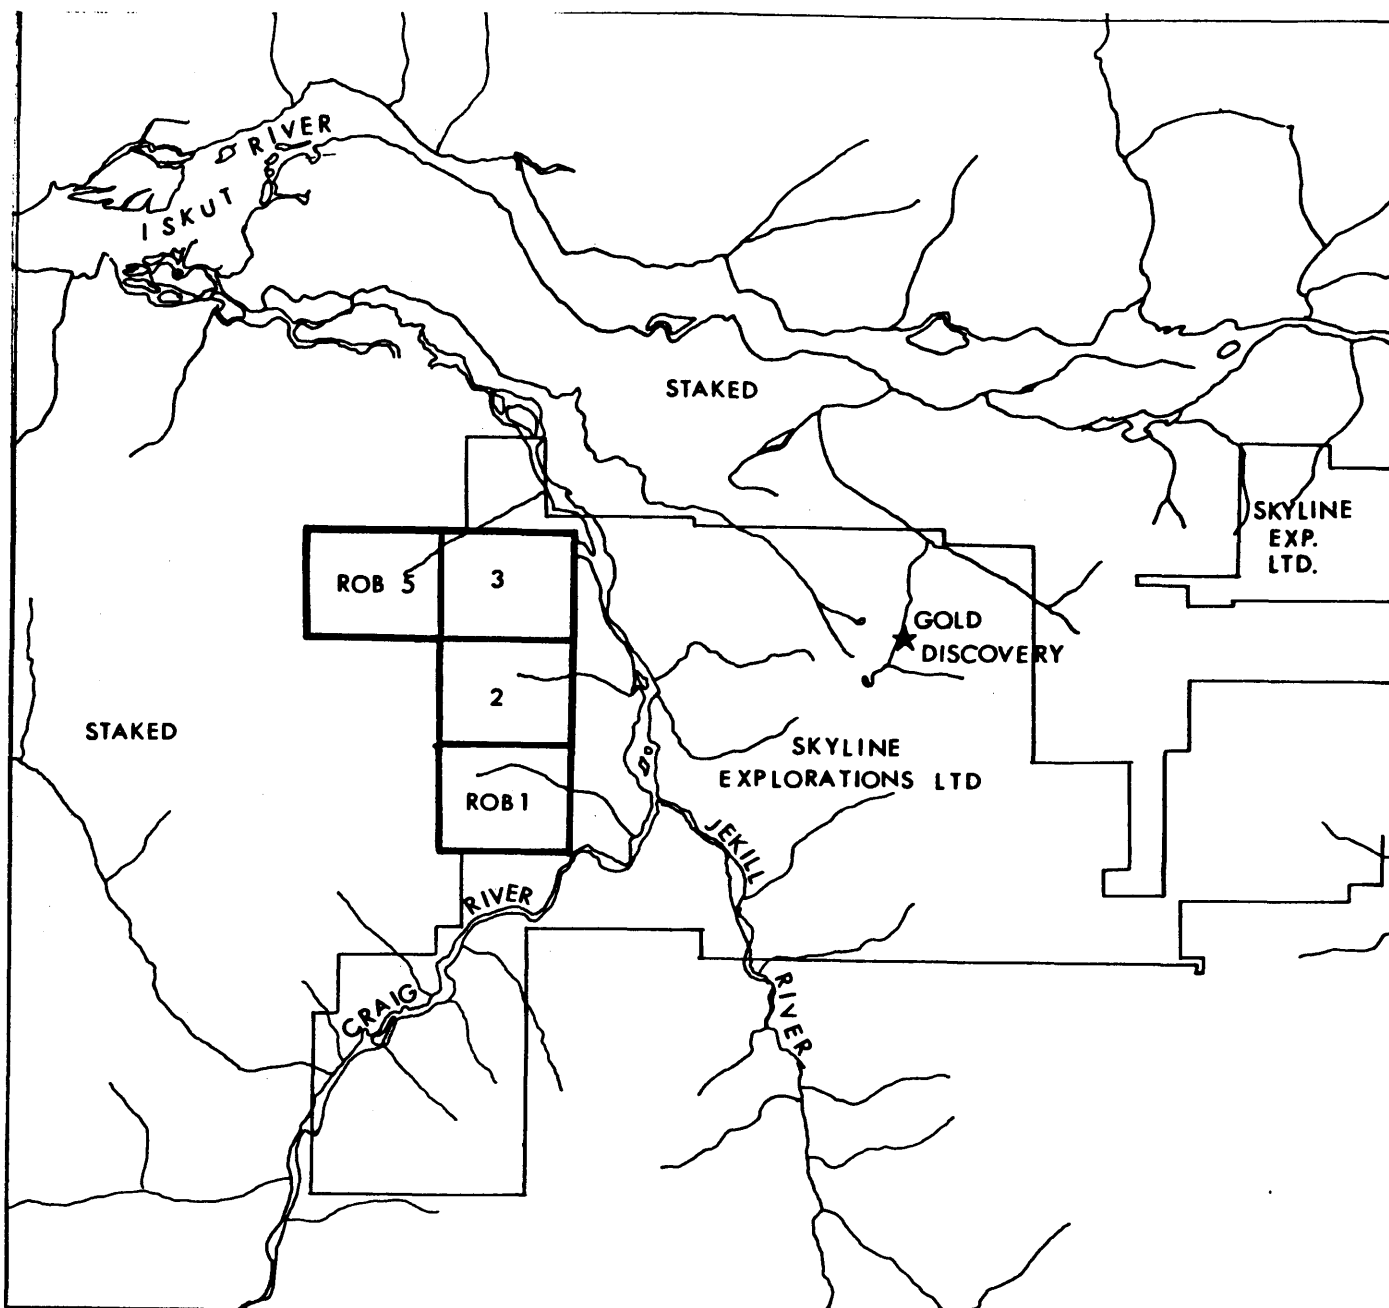 RIVER
ISKUT
STAKED
SKYLINE
EXP.
LTD.
ROB 5
3
GOLD
DISCOVERY
2
STAKED
SKYLINE
EXPLORATIONS LTD
ROB 1
JEKILL
RIVER
CRAIG
RIVER